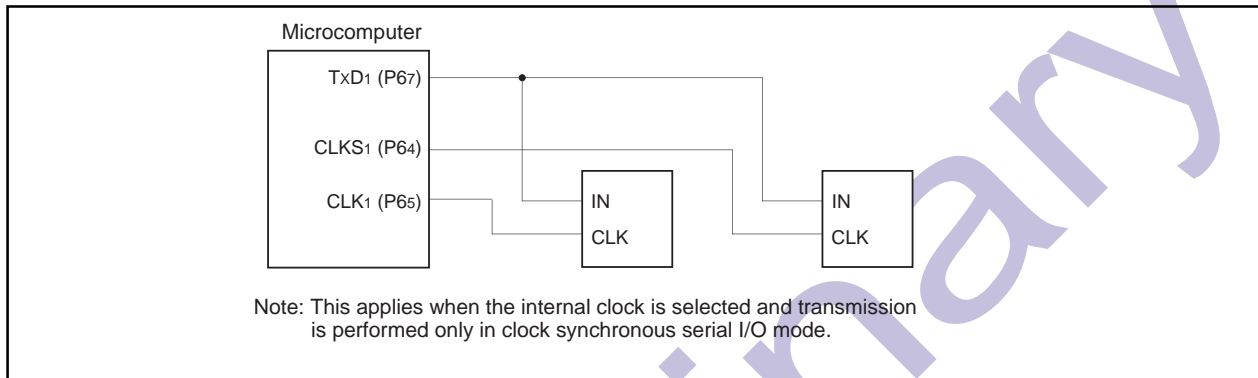 Microcomputer
TXD1 (P67)
CLKS1 (P64)
CLK1 (P65)
IN
CLK
IN
CLK
Note: This applies when the internal clock is selected and transmission
is performed only in clock synchronous serial I/O mode.